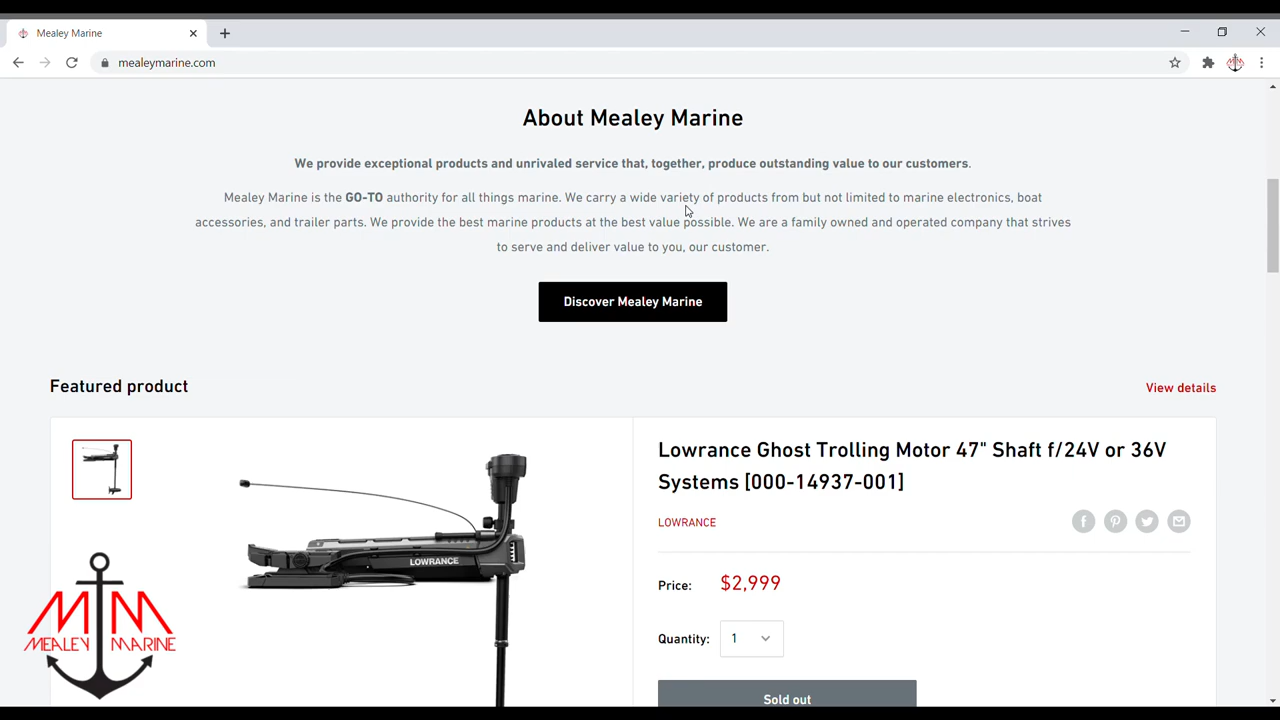 Mealey Marine
mealeymarine.com
About Mealey Marine
We provide exceptional products and unrivaled service that, together, produce outstanding value to our customers.
Mealey Marine is the GO-TO authority for all things marine. We carry a wide variety of products from but not limited to marine electronics, boat
accessories, and trailer parts. We provide the best marine products at the best value possible. We are a family owned and operated company that strives
to serve and deliver value to you, our customer.
Discover Mealey Marine
Featured product
View details
Lowrance Ghost Trolling Motor 47" Shaft f/24V or 36V
Systems [000-14937-001]
LOWRANCE
LOWRANCE
Price: $2,999
Quantity: 1
Sold out
MM
MEALEY MARINE